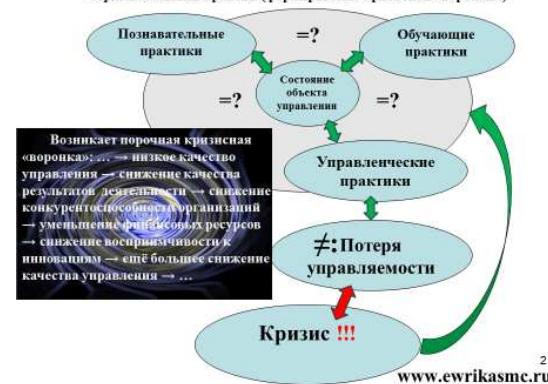 Познавательные
практики
=?
Обучающие
практики
Состояние
объекта
управления
=?
=?
Возникает порочная кризисная
«воронка»: … → низкое качество
управления → снижение качества
результатов деятельности → снижение
конкурентоспособности организаций
→ уменьшение финансовых ресурсов
→ снижение восприимчивости к
инновациям → ещё большее снижение
качества управления → …
Управленческие
практики
≠:Потеря
управляемости
Кризис !!!
2
www.ewrikasmc.ru